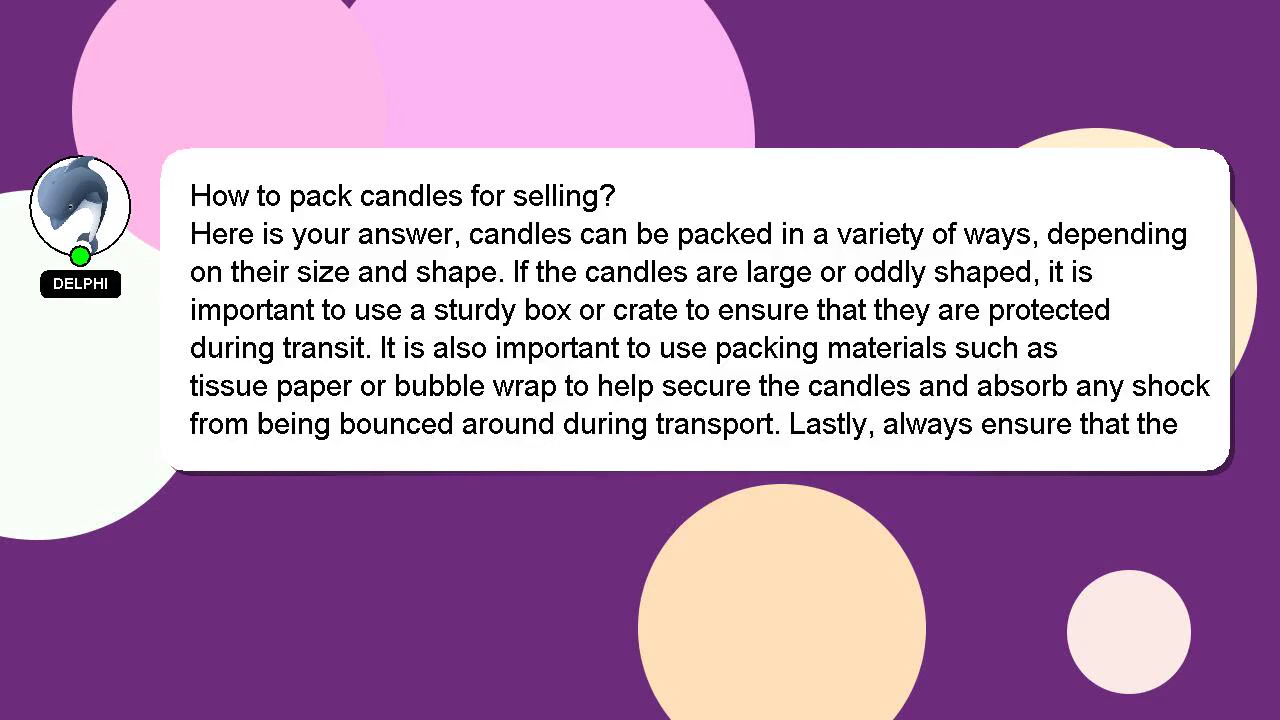 How to pack candles for selling?
Here is your answer, candles can be packed in a variety of ways, depending
on their size and shape. If the candles are large or oddly shaped, it is
important to use a sturdy box or crate to ensure that they are protected
during transit. It is also important to use packing materials such as
tissue paper or bubble wrap to help secure the candles and absorb any shock
from being bounced around during transport. Lastly, always ensure that the
DELPHI